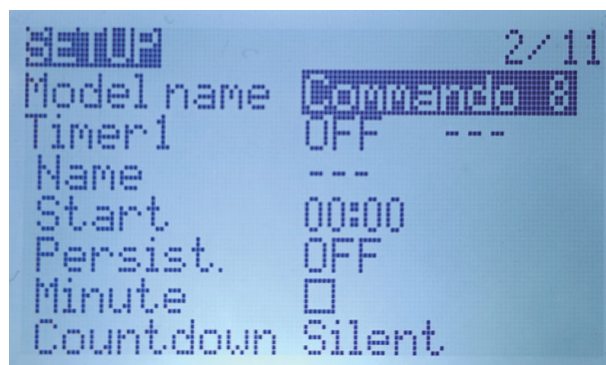 SETUP 2/11
Model name Commando 8
Timer1 OFF ---
Name ---
Start 00:00
Persist. OFF
Minute
Countdown Silent